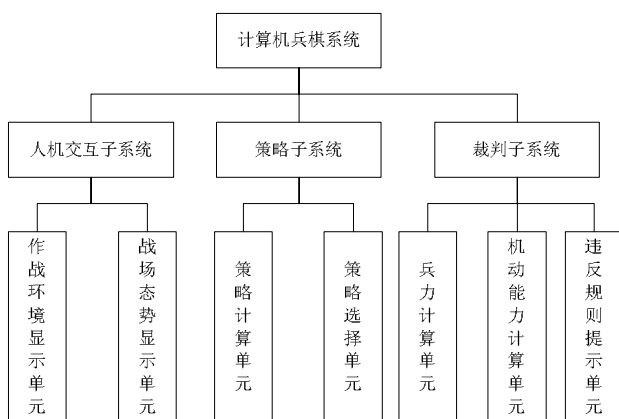 计算机兵棋系统
人机交互子系统
策略子系统
裁判子系统
作战环境显示单元
战场态势显示单元
策略计算单元
策略选择单元
兵力计算单元
机动能力计算单元
违反规则提示单元